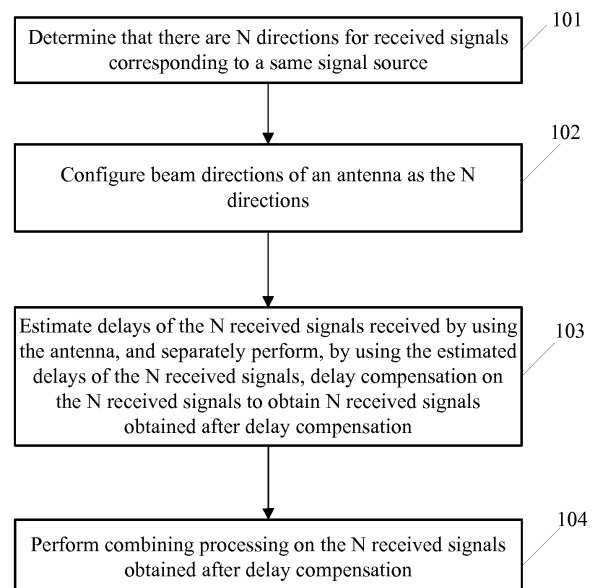 101
Determine that there are N directions for received signals
corresponding to a same signal source
102
Configure beam directions of an antenna as the N
directions
103
Estimate delays of the N received signals received by using
the antenna, and separately perform, by using the estimated
delays of the N received signals, delay compensation on
the N received signals to obtain N received signals
obtained after delay compensation
104
Perform combining processing on the N received signals
obtained after delay compensation